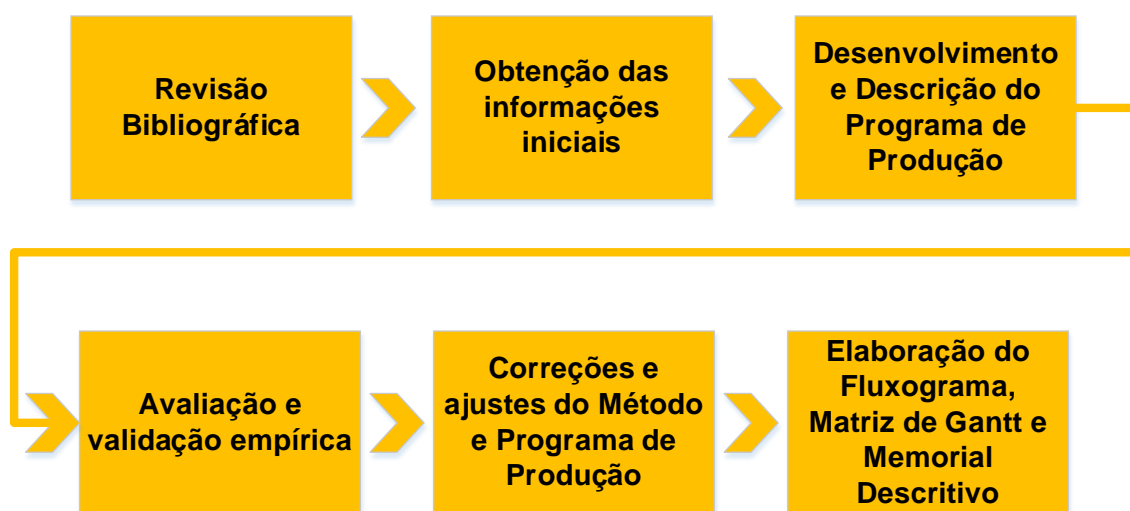 Revisão
Bibliográfica
Obtenção das
informações
iniciais
Desenvolvimento
e Descrição do
Programa de
Produção
Avaliação e
validação empírica
Correções e
ajustes do Método
e Programa de
Produção
Elaboração do
Fluxograma,
Matriz de Gantt e
Memorial
Descritivo